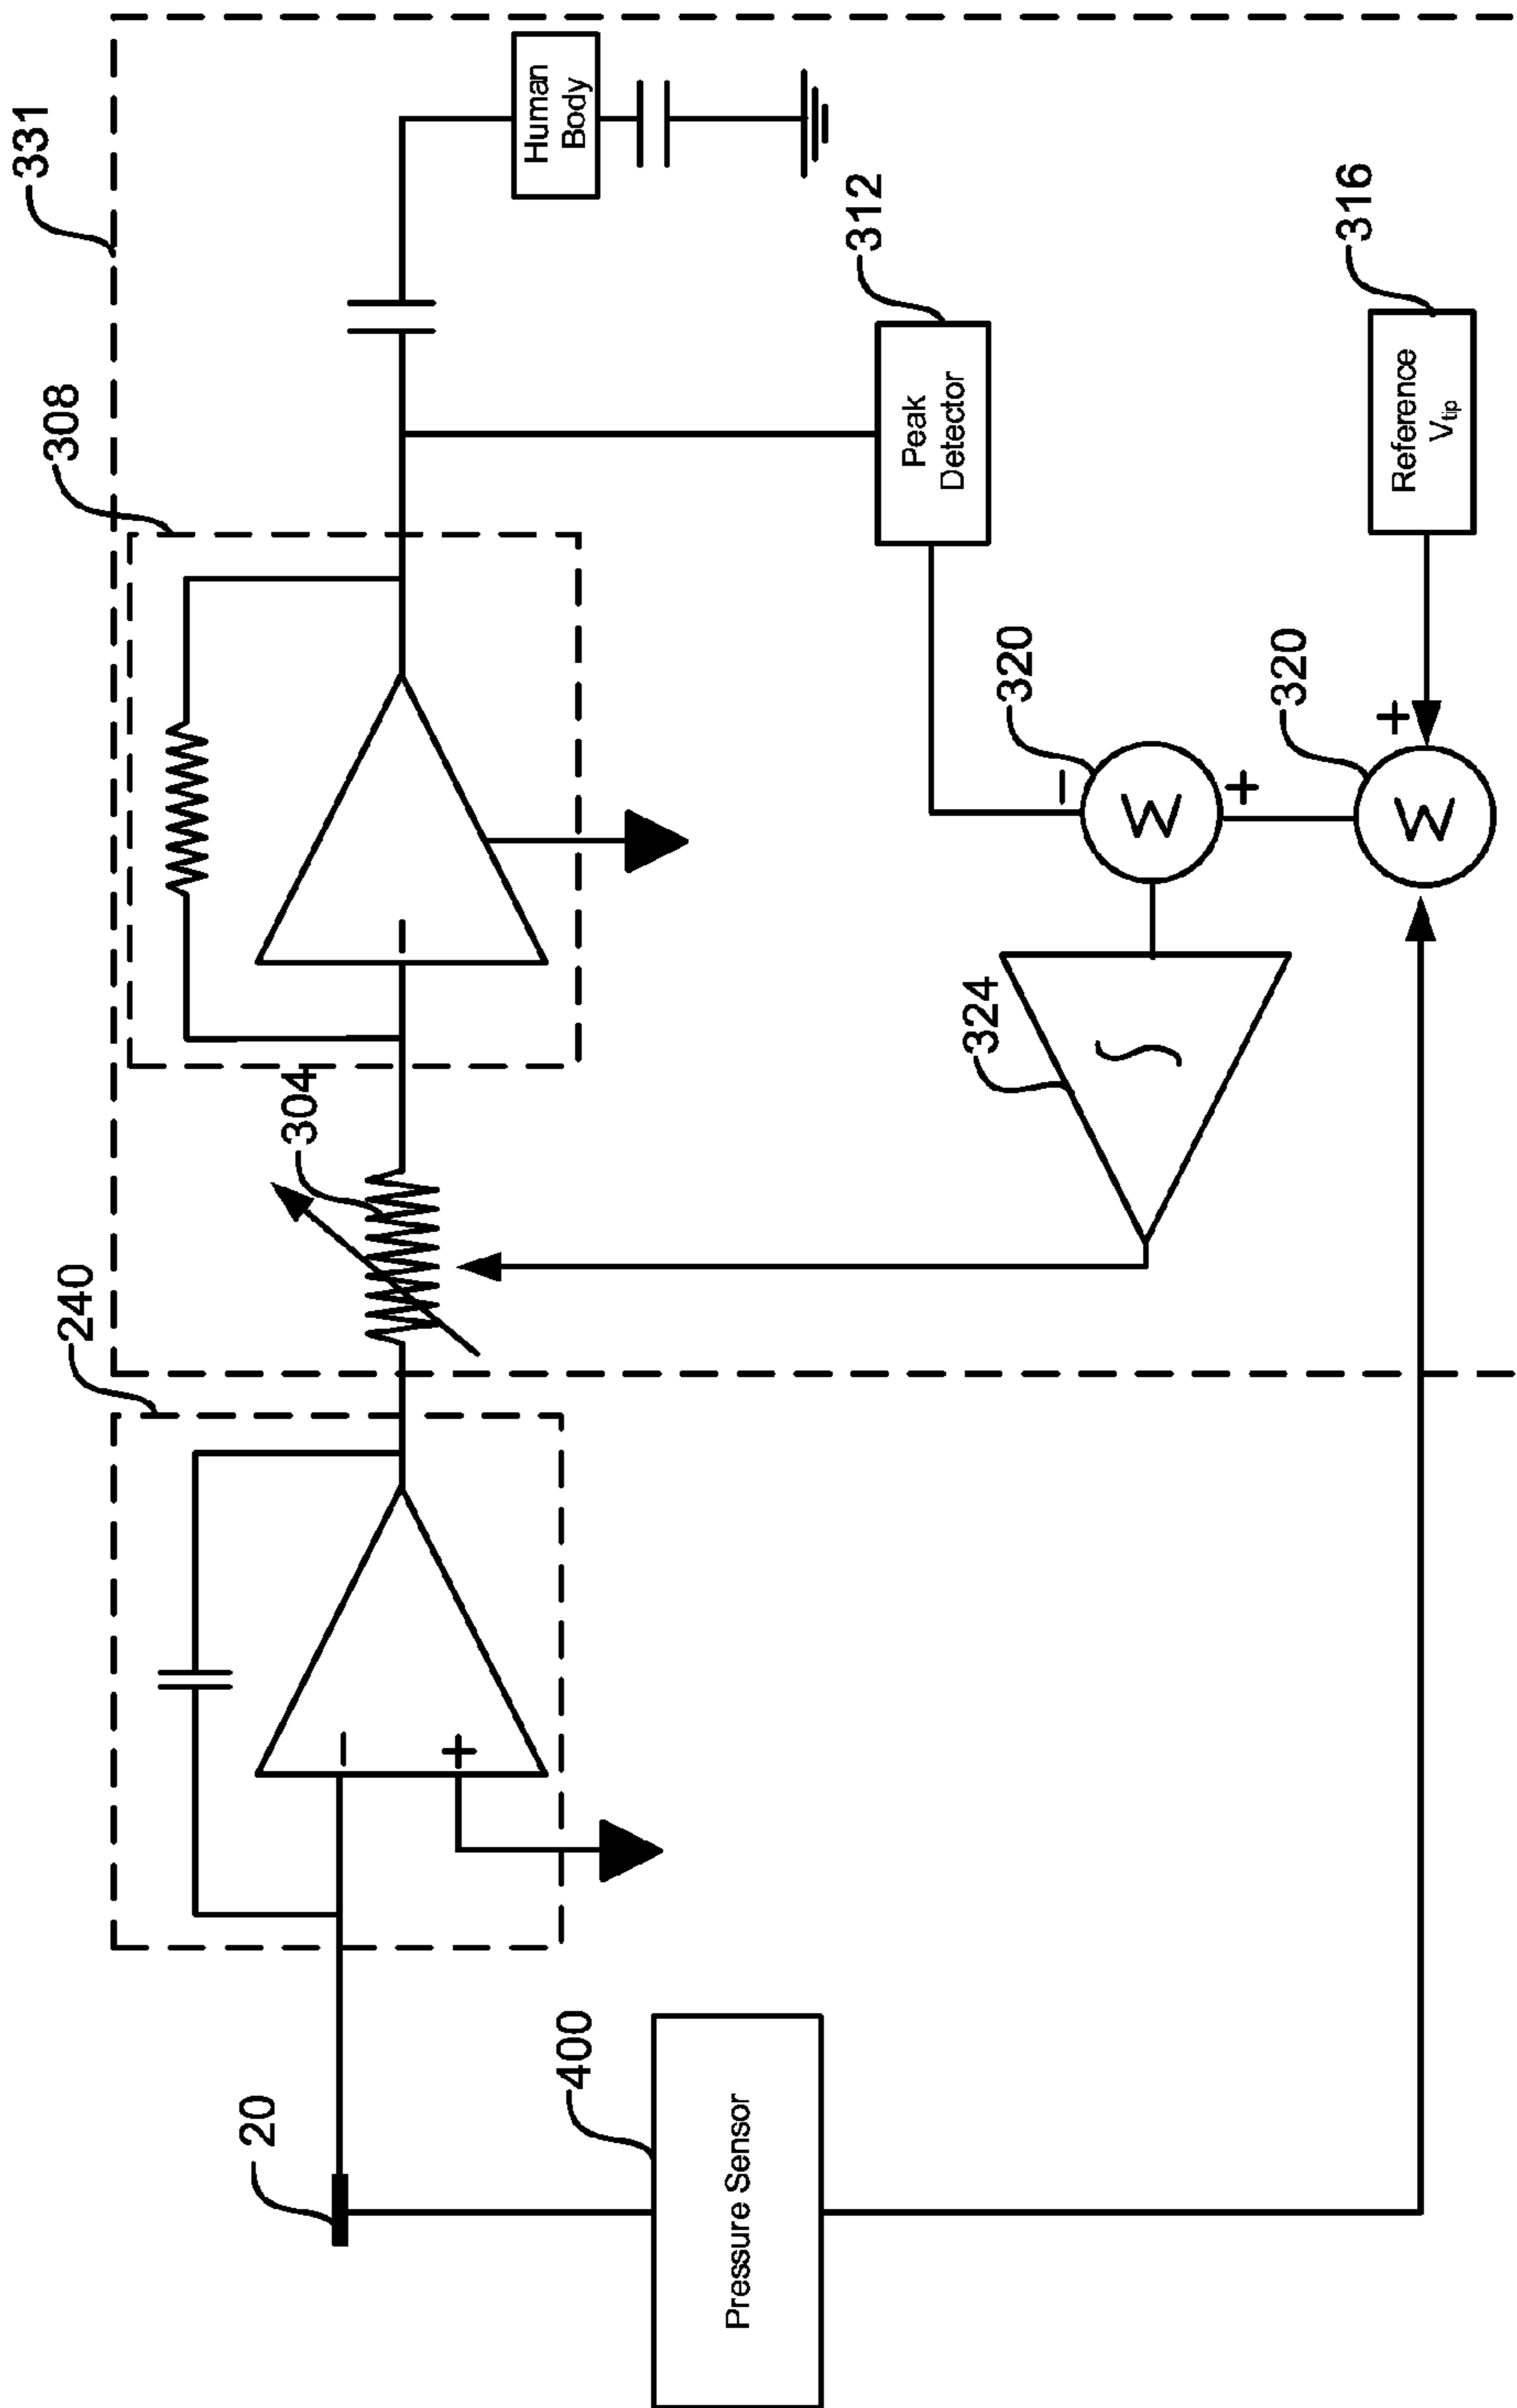 240
308
331
304
Human
Body
20
400
Pressure Sensor
324
320
312
Peak
Detector
320
316
Reference
Vtip
−
+
−
−
+
+
Σ
Σ
∫